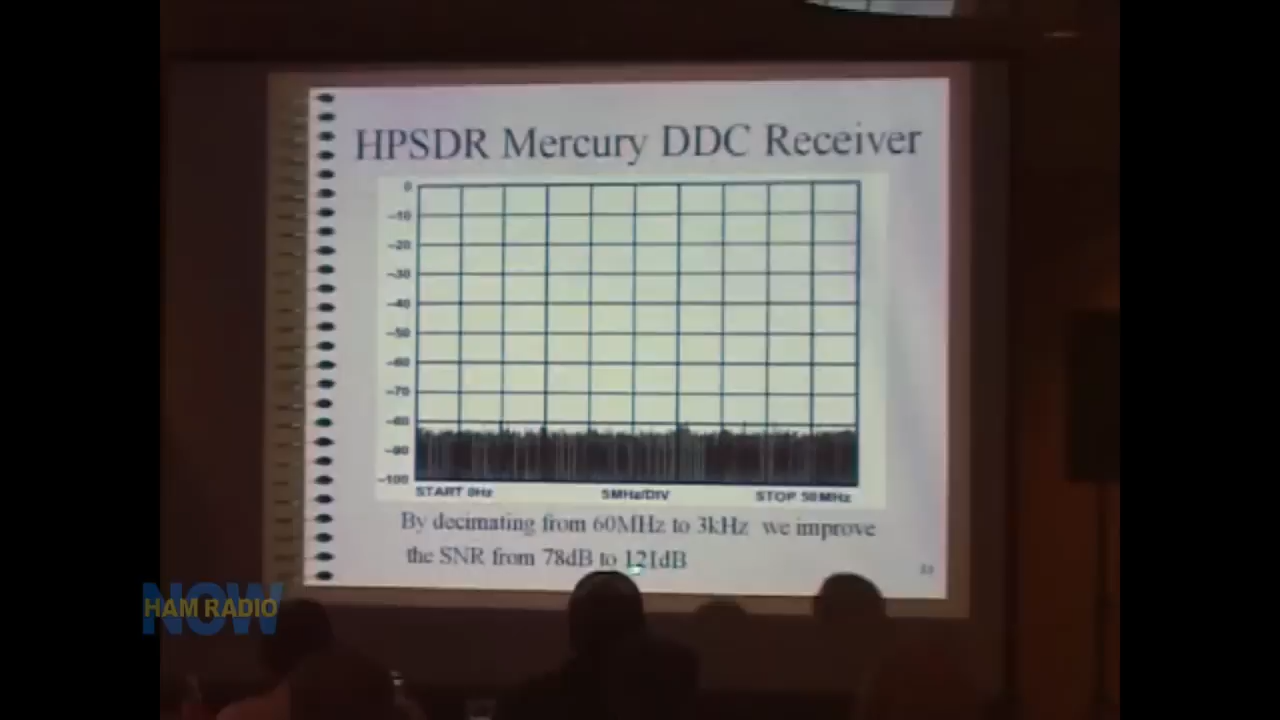 HPSDR Mercury DDC Receiver
0
-10
-20
-30
-40
-50
-60
-70
-80
-90
-100
START 0Hz 5MHz/DIV STOP 50MHz
By decimating from 60MHz to 3kHz we improve
the SNR from 78dB to 121dB
HAM RADIO
NOW